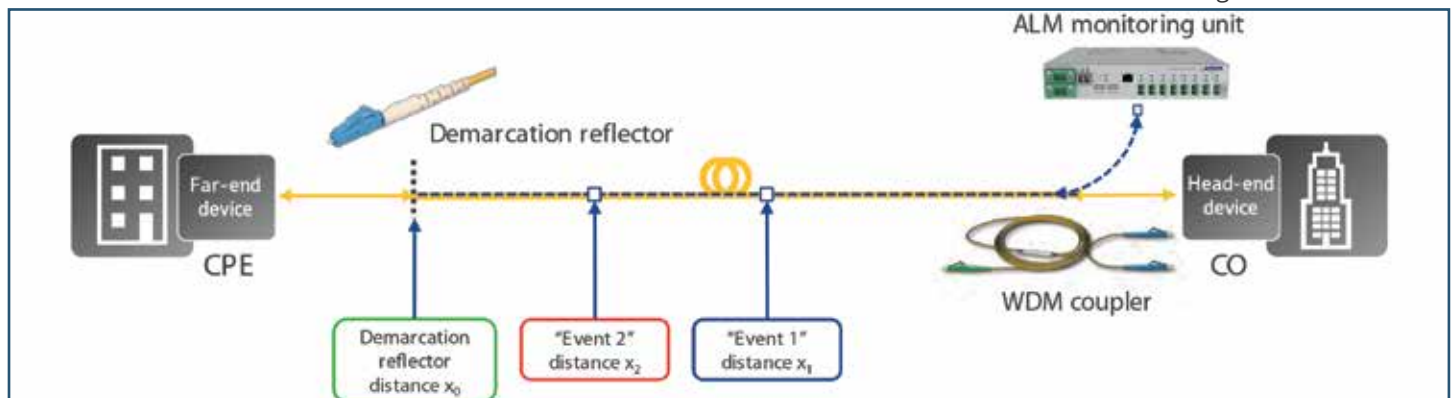 ALM monitoring unit
Demarcation reflector
Far-end
device
CPE
Head-end
device
CO
WDM coupler
Demarcation
reflector
distance x₀
"Event 2"
distance x₂
"Event 1"
distance x₁